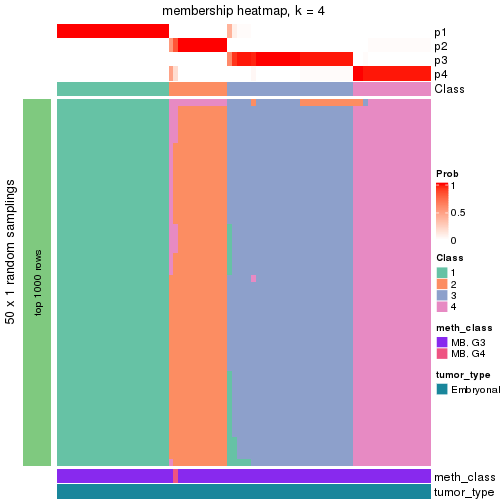 membership heatmap, k = 4
p1
p2
p3
p4
Class
50 x 1 random samplings
top 1000 rows
Prob
1
0.5
0
Class
1
2
3
4
meth_class
MB. G3
MB. G4
tumor_type
Embryonal
meth_class
tumor_type